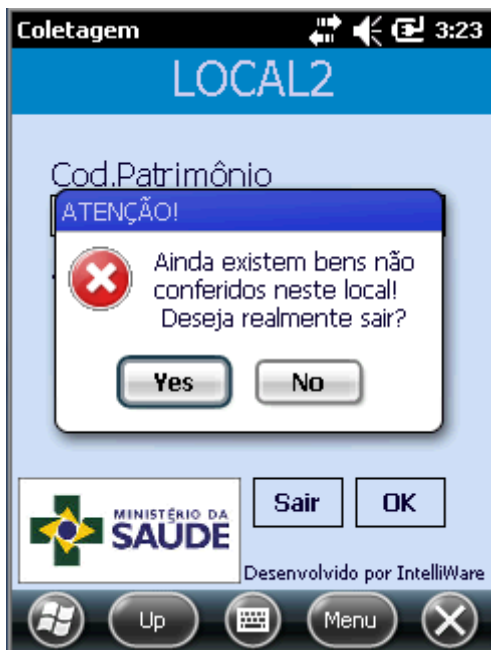 Coletagem 3:23
LOCAL2
Cod.Patrimônio
ATENÇÃO!
Ainda existem bens não
conferidos neste local!
Deseja realmente sair?
Yes No
MINISTÉRIO DA
SAÚDE
Sair OK
Desenvolvido por IntelliWare
Up Menu